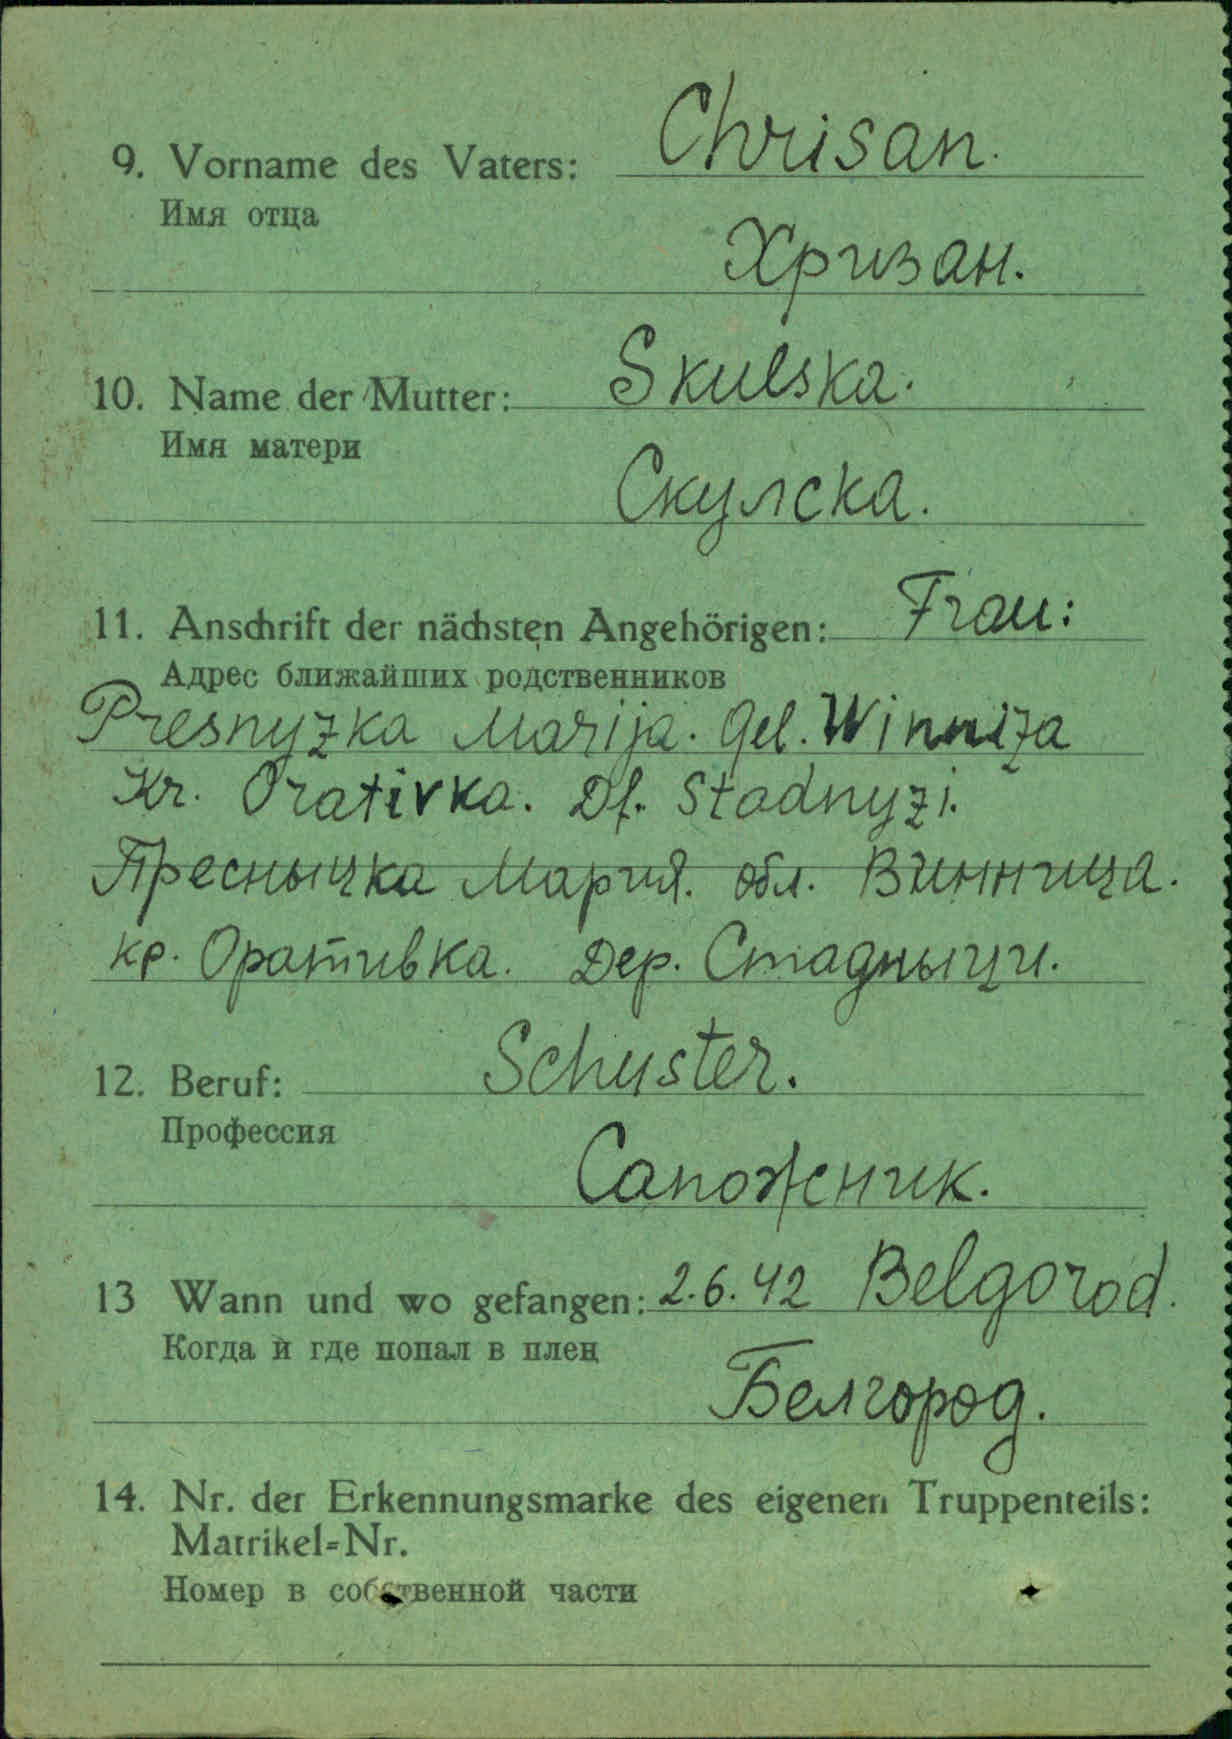 9. Vorname des Vaters: Chrisan.
Имя отца
Хризан.
10. Name der Mutter: Skulska.
Имя матери
Скулска.
11. Anschrift der nächsten Angehörigen: Frau:
Адрес ближайших родственников
Presnyzka Marija. Gel. Winniza
Kr. Orativka. Df. Stadnyzi.
Пресныцка Мария. обл. Винница.
кр. Оративка. Дер. Стадныци.
12. Beruf: Schuster.
Профессия
Сапожник.
13 Wann und wo gefangen: 2.6.42 Belgorod.
Когда и где попал в плен
Белгород.
14. Nr. der Erkennungsmarke des eigenen Truppenteils:
Matrikel=Nr.
Номер в собственной части